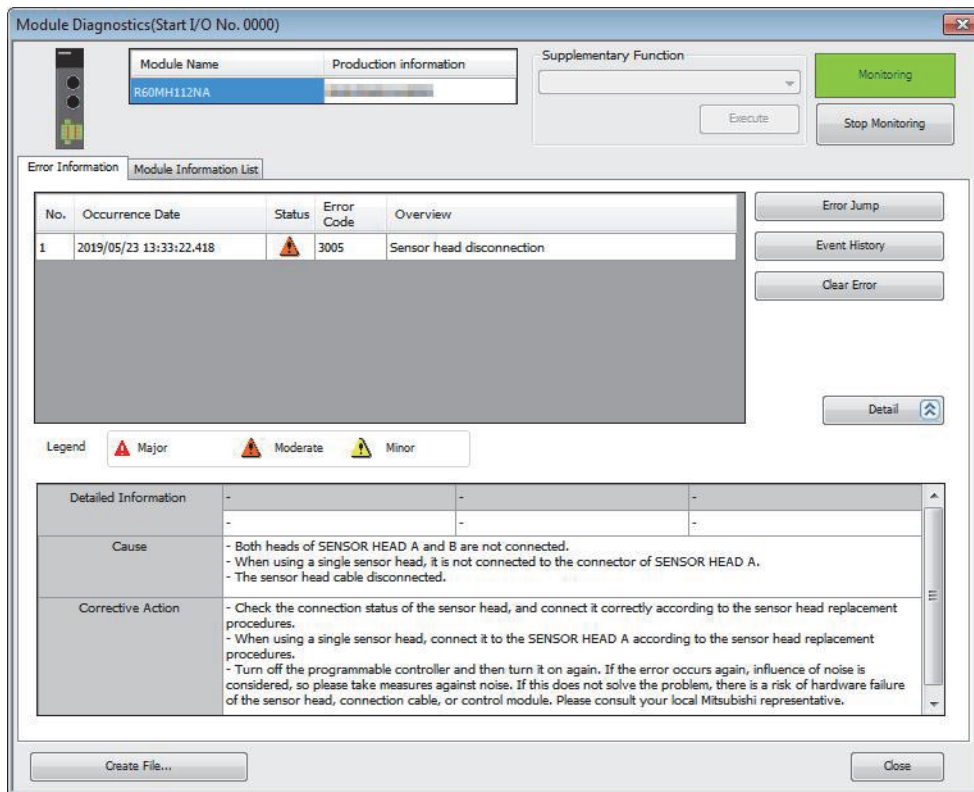 Module Diagnostics(Start I/O No. 0000)
Module Name Production information
R60MH112NA
Supplementary Function
Execute
Monitoring
Stop Monitoring
Error Information Module Information List
No. Occurrence Date Status Error Code Overview
1 2019/05/23 13:33:22.418 3005 Sensor head disconnection
Error Jump
Event History
Clear Error
Detail
Legend Major Moderate Minor
Detailed Information - - -
- - -
Cause
- Both heads of SENSOR HEAD A and B are not connected.
- When using a single sensor head, it is not connected to the connector of SENSOR HEAD A.
- The sensor head cable disconnected.
Corrective Action
- Check the connection status of the sensor head, and connect it correctly according to the sensor head replacement
procedures.
- When using a single sensor head, connect it to the SENSOR HEAD A according to the sensor head replacement
procedures.
- Turn off the programmable controller and then turn it on again. If the error occurs again, influence of noise is
considered, so please take measures against noise. If this does not solve the problem, there is a risk of hardware failure
of the sensor head, connection cable, or control module. Please consult your local Mitsubishi representative.
Create File...
Close